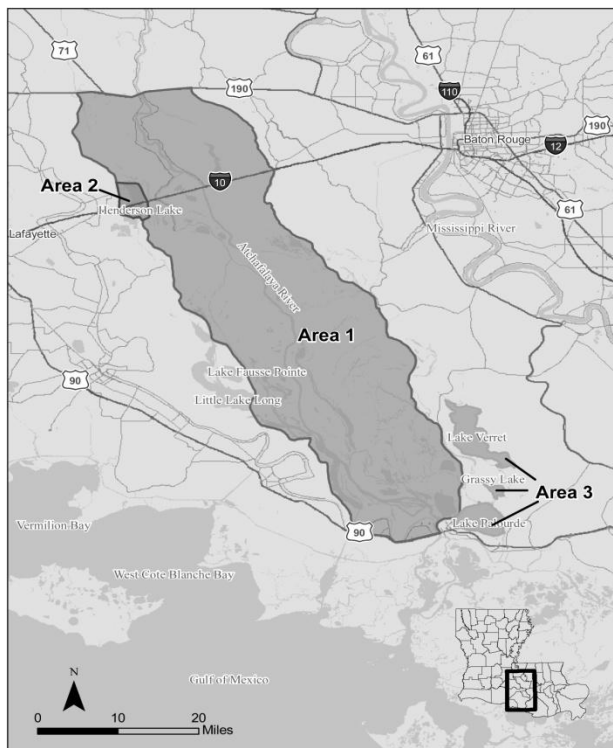 71
61
190
110
Baton Rouge
190
12
Area 2
10
Henderson Lake
61
Lafayette
Mississippi River
Atchafalaya River
Area 1
Lake Fausse Pointe
90
Little Lake Long
Lake Verret
Grassy Lake
Area 3
Lake Palourde
Vermilion Bay
90
West Cote Blanche Bay
N
Gulf of Mexico
0 10 20
Miles